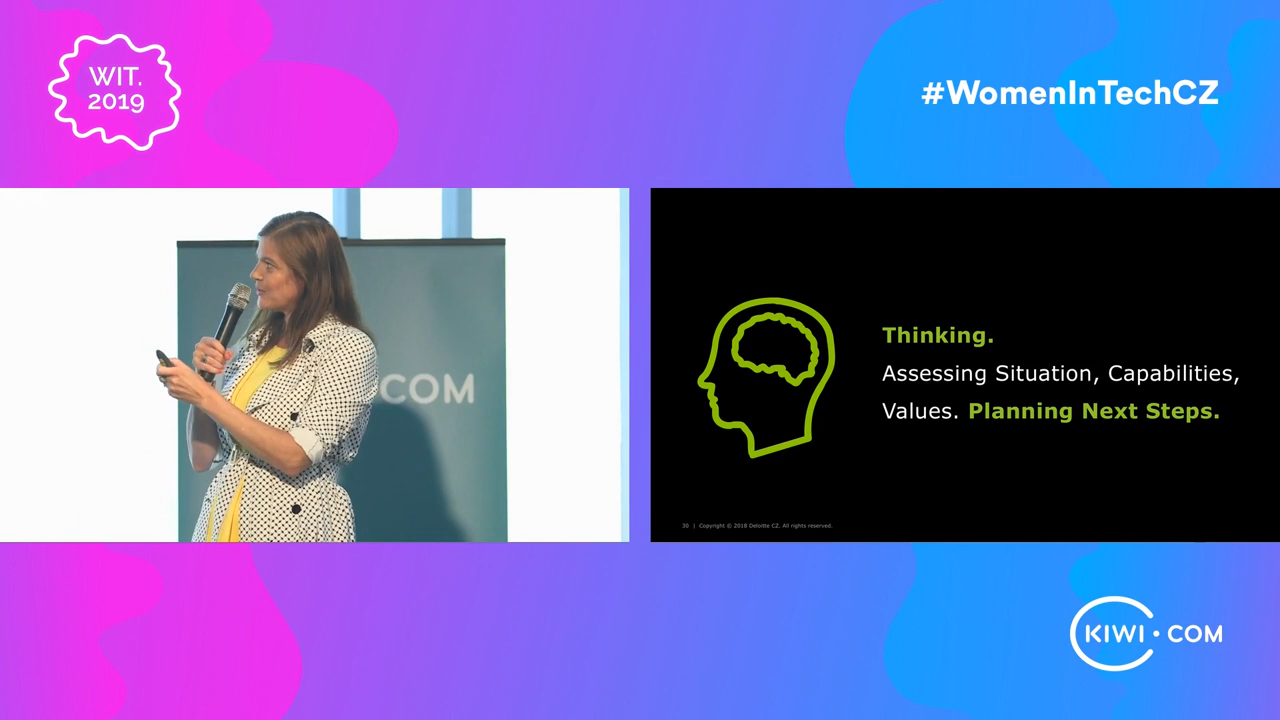 WIT.
2019
#WomenInTechCZ
COM
Thinking.
Assessing Situation, Capabilities,
Values. Planning Next Steps.
30 | Copyright © 2018 Deloitte CZ. All rights reserved.
KIWI·COM